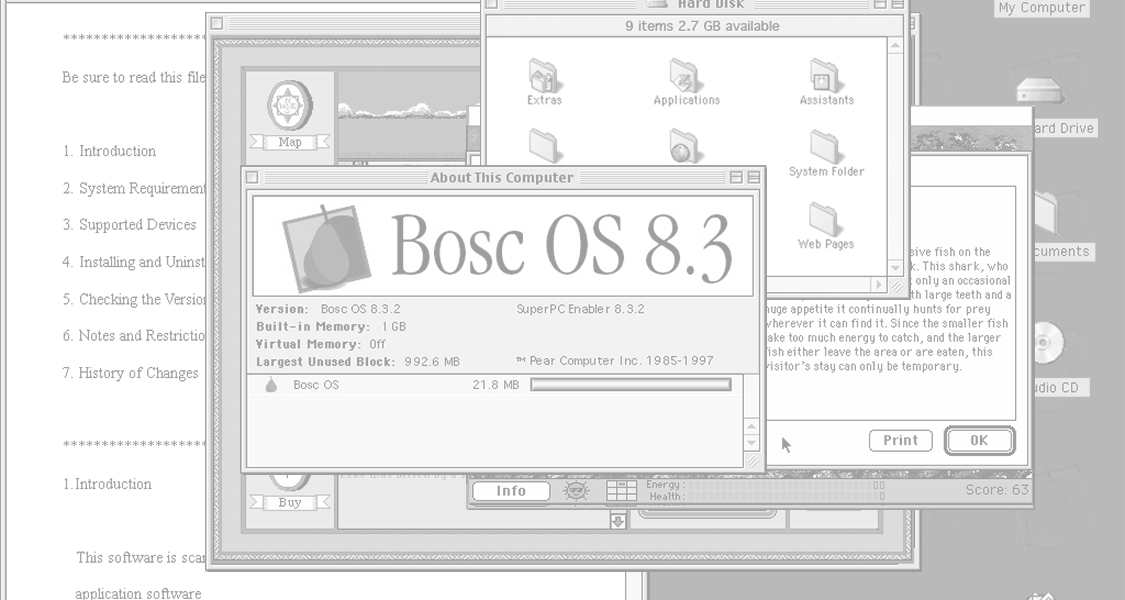 My Computer
Hard Disk
9 items 2.7 GB available
Extras
Applications
Assistants
System Folder
Web Pages
ard Drive
cuments
udio CD
*******************
Be sure to read this file
1. Introduction
2. System Requirement
3. Supported Devices
4. Installing and Uninst
5. Checking the Version
6. Notes and Restrictio
7. History of Changes
*******************
1.Introduction
This software is scan
application software
Map
Buy
About This Computer
Bosc OS 8.3
Version: Bosc OS 8.3.2
SuperPC Enabler 8.3.2
Built-in Memory: 1 GB
Virtual Memory: Off
Largest Unused Block: 992.6 MB
™ Pear Computer Inc. 1985-1997
Bosc OS
21.8 MB
sive fish on the
k. This shark, who
only an occasional
th large teeth and a
huge appetite it continually hunts for prey
wherever it can find it. Since the smaller fish
ake too much energy to catch, and the larger
fish either leave the area or are eaten, this
visitor's stay can only be temporary.
Print
OK
Info
Energy:
Health:
Score: 63